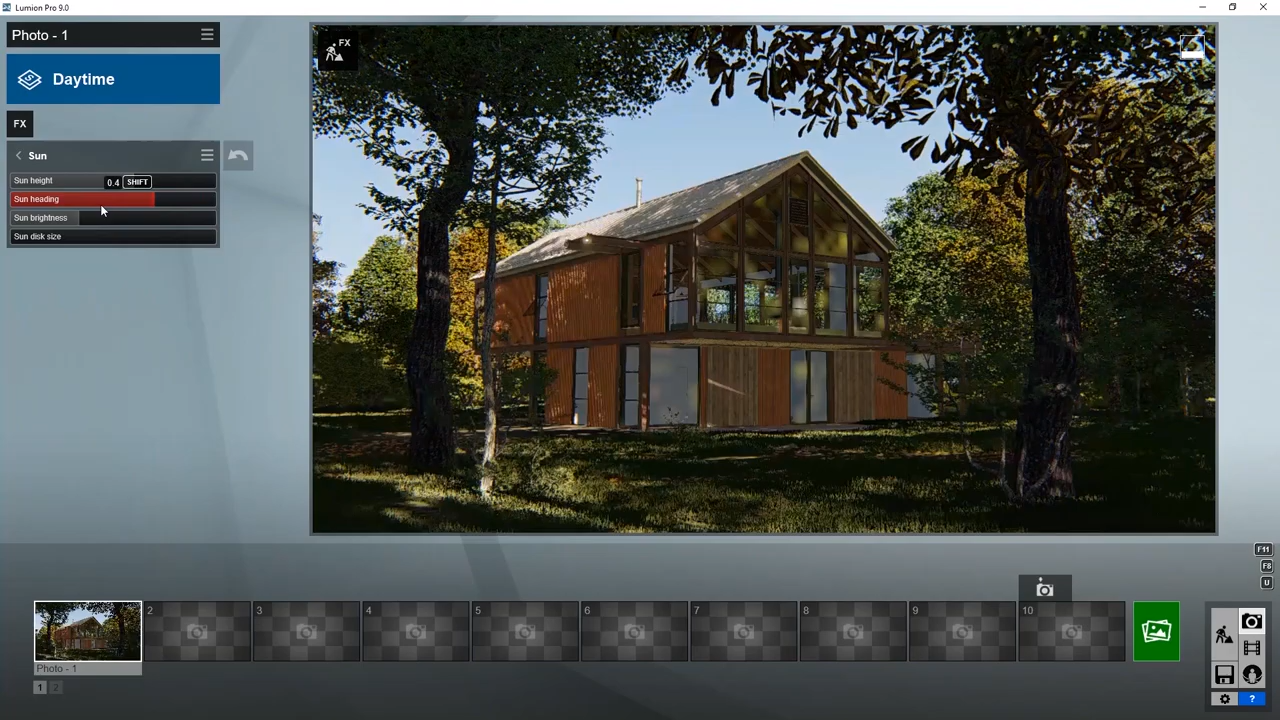 Lumion Pro 9.0
Photo - 1
Daytime
FX
Sun
Sun height
0.4 SHIFT
Sun heading
Sun brightness
Sun disk size
FX
F11
F8
U
2
3
4
5
6
7
8
9
10
Photo - 1
1 2
?